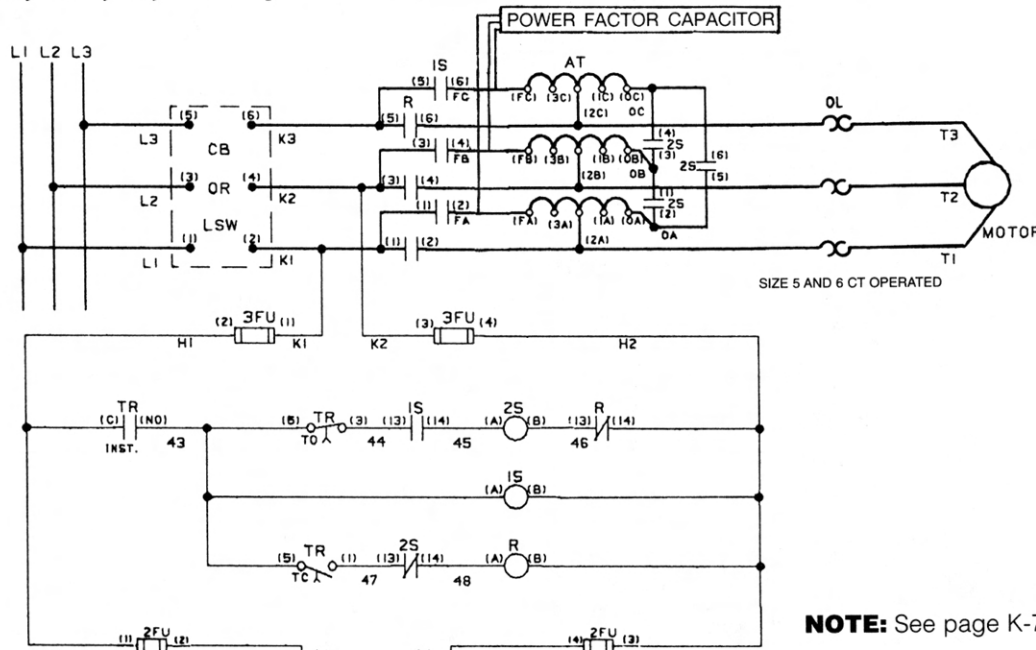 POWER FACTOR CAPACITOR
L1 L2 L3
1S
AT
(5) (6)
FC (FC) (3C) (1C) (0C)
R
(2C) 0C
OL
(5) (6) (5) (6)
L3 K3
CB
(4)
2S
(3)
T3
(3) (4)
FB (FB) (3B) (1B) (0B)
2S (6)
(5)
(2B) 0B
(3) (4) (3) (4)
OR
L2 K2
(1)
2S
(2)
T2
(1) (2)
FA (FA) (3A) (1A) (0A)
LSW
0A
(2A)
MOTOR
(1) (2) (1) (2)
L1 K1
T1
SIZE 5 AND 6 CT OPERATED
(2) 3FU (1)
H1 K1
(3) 3FU (4)
K2 H2
TR
(C) (NO)
INST.
43
(5) TR (3)
TO
44
1S
(13) (14)
45
2S
(A) (B)
R
(13) (14)
46
1S
(A) (B)
(5) TR (1)
TC
47
2S
(13) (14)
48
R
(A) (B)
(1) 2FU (2)
(4) 2FU (3)
NOTE: See page K-7